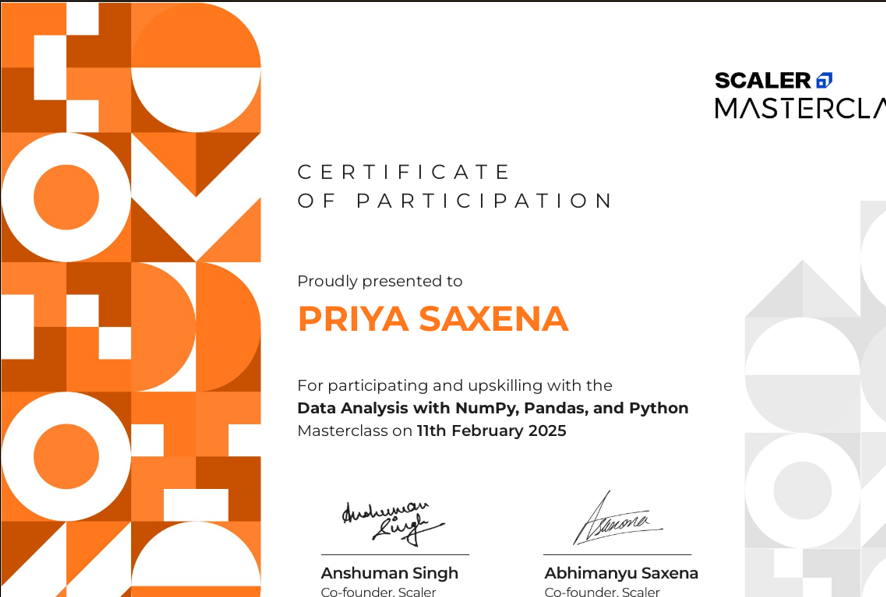 SCALER
MASTERCLA
CERTIFICATE
OF PARTICIPATION
Proudly presented to
PRIYA SAXENA
For participating and upskilling with the
Data Analysis with NumPy, Pandas, and Python
Masterclass on 11th February 2025
Anshuman Singh
Asaxena
Anshuman Singh
Abhimanyu Saxena
Co-founder, Scaler
Co-founder, Scaler